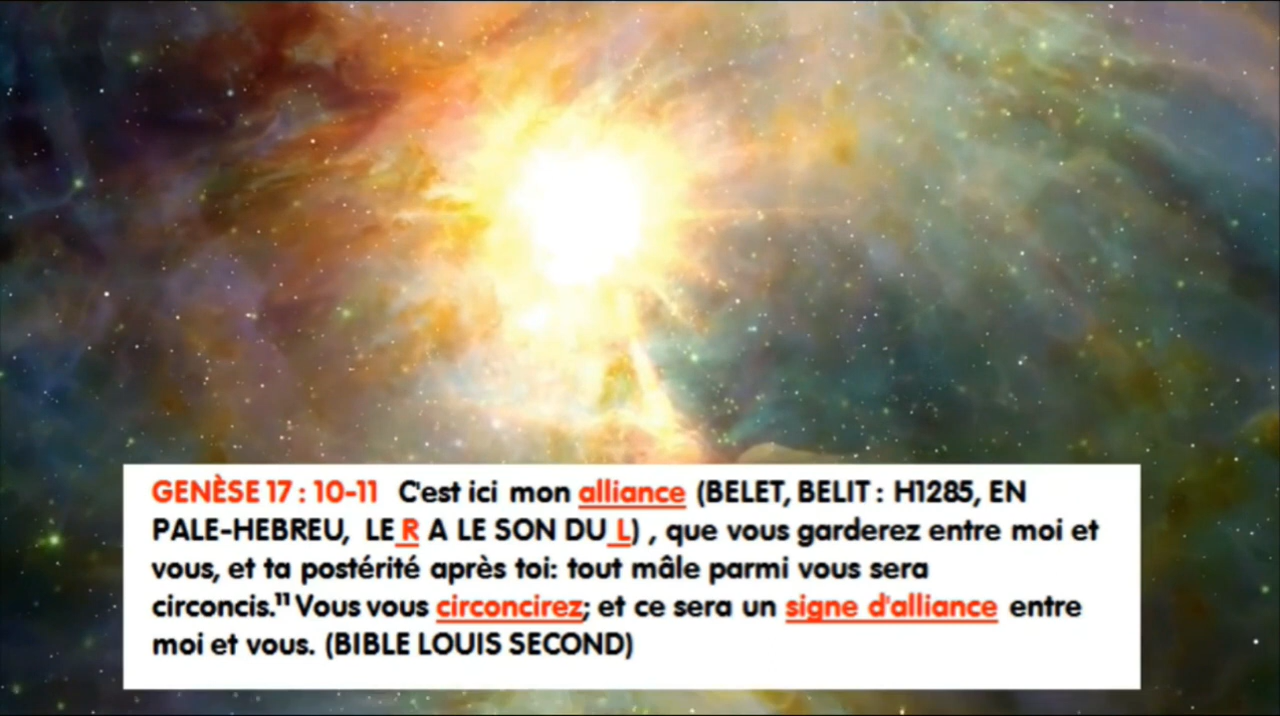 GENÈSE 17 : 10-11 C'est ici mon alliance (BELET, BELIT : H1285, EN
PALE-HEBREU, LE R A LE SON DU L) , que vous garderez entre moi et
vous, et ta postérité après toi: tout mâle parmi vous sera
circoncis.¹¹ Vous vous circoncirez; et ce sera un signe d'alliance entre
moi et vous. (BIBLE LOUIS SECOND)